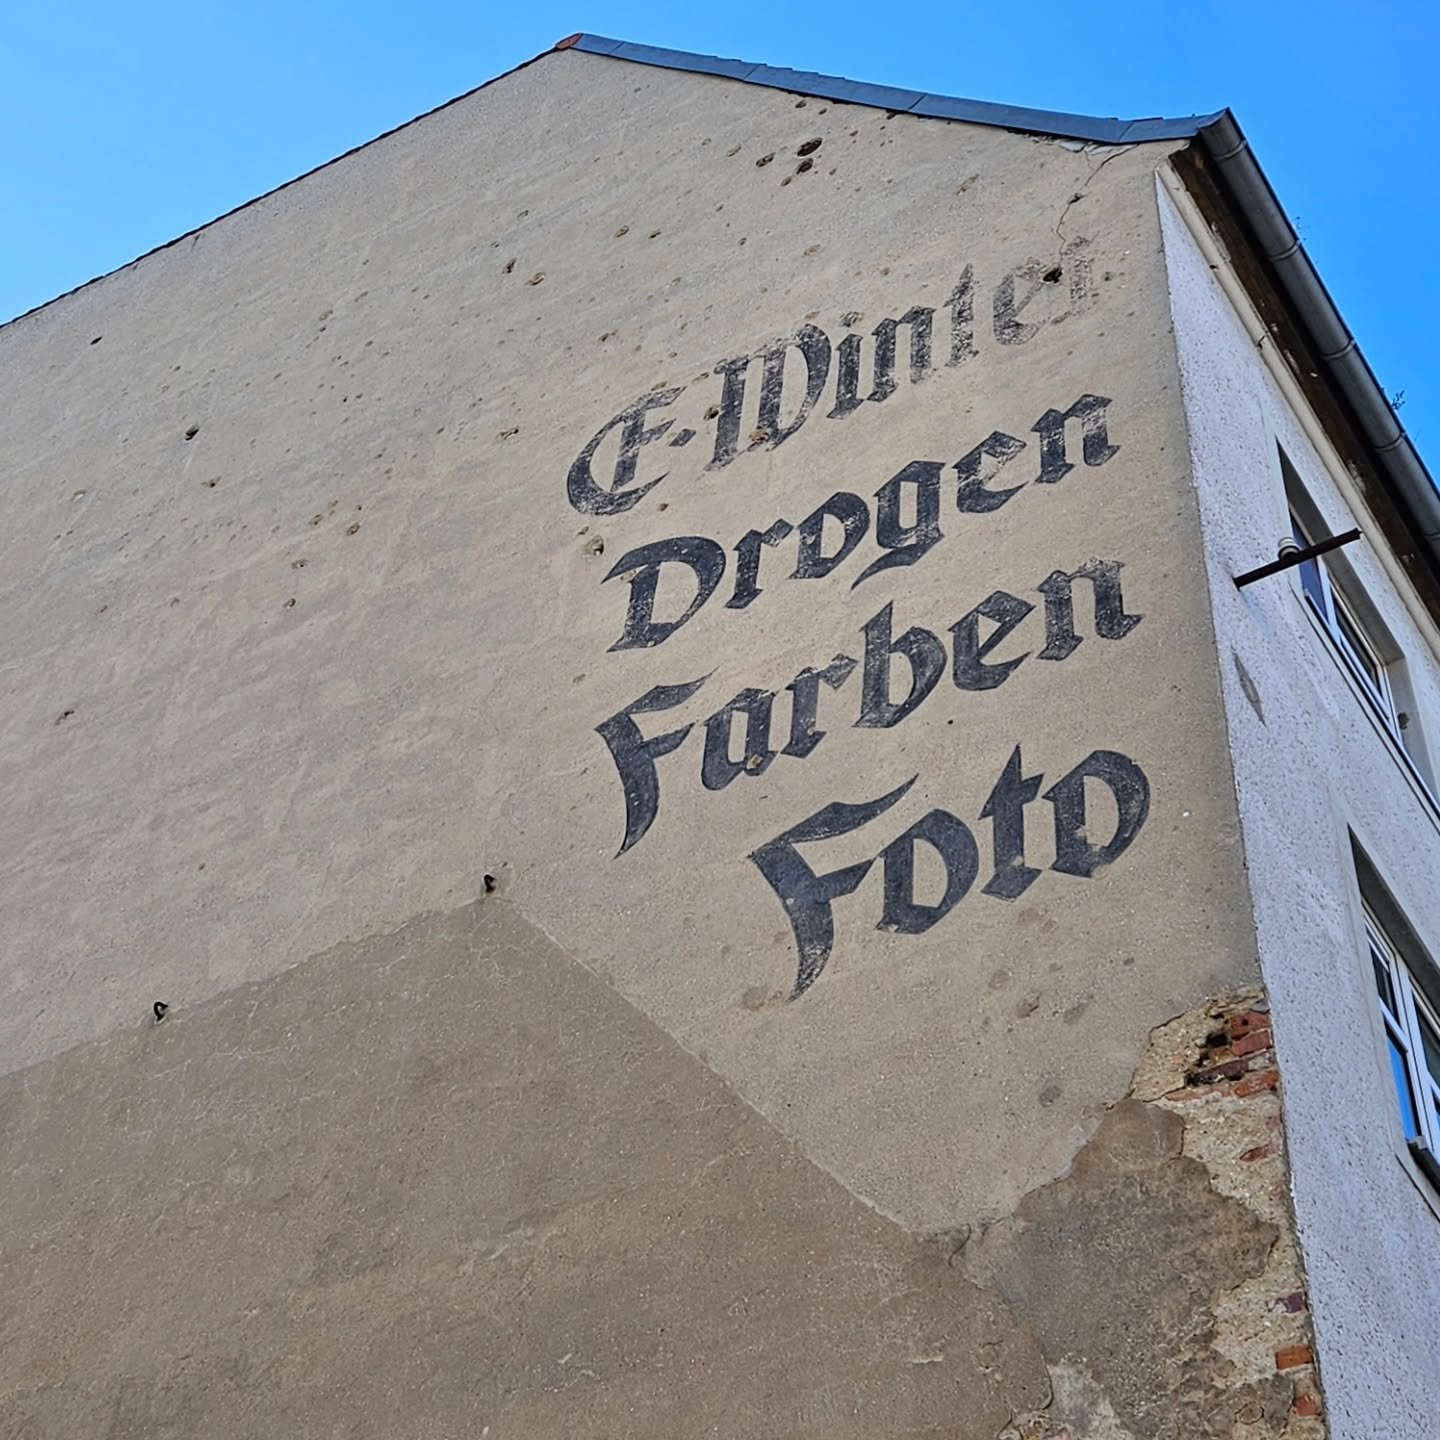 E. Winter
Drogen
Farben
Foto